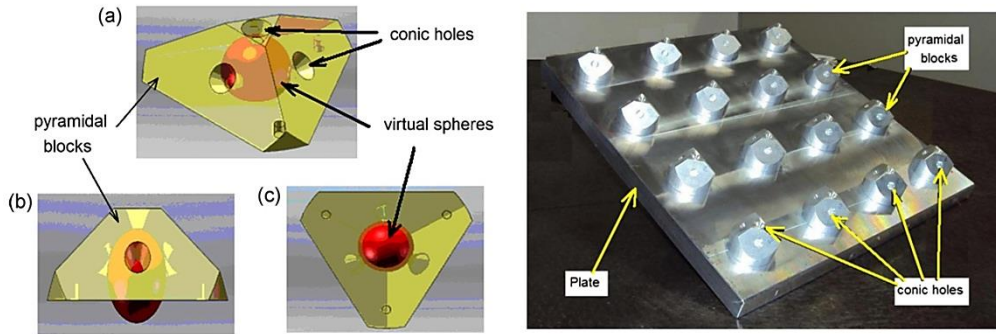 (a)
conic holes
pyramidal
blocks
virtual spheres
(b)
(c)
pyramidal
blocks
Plate
conic holes